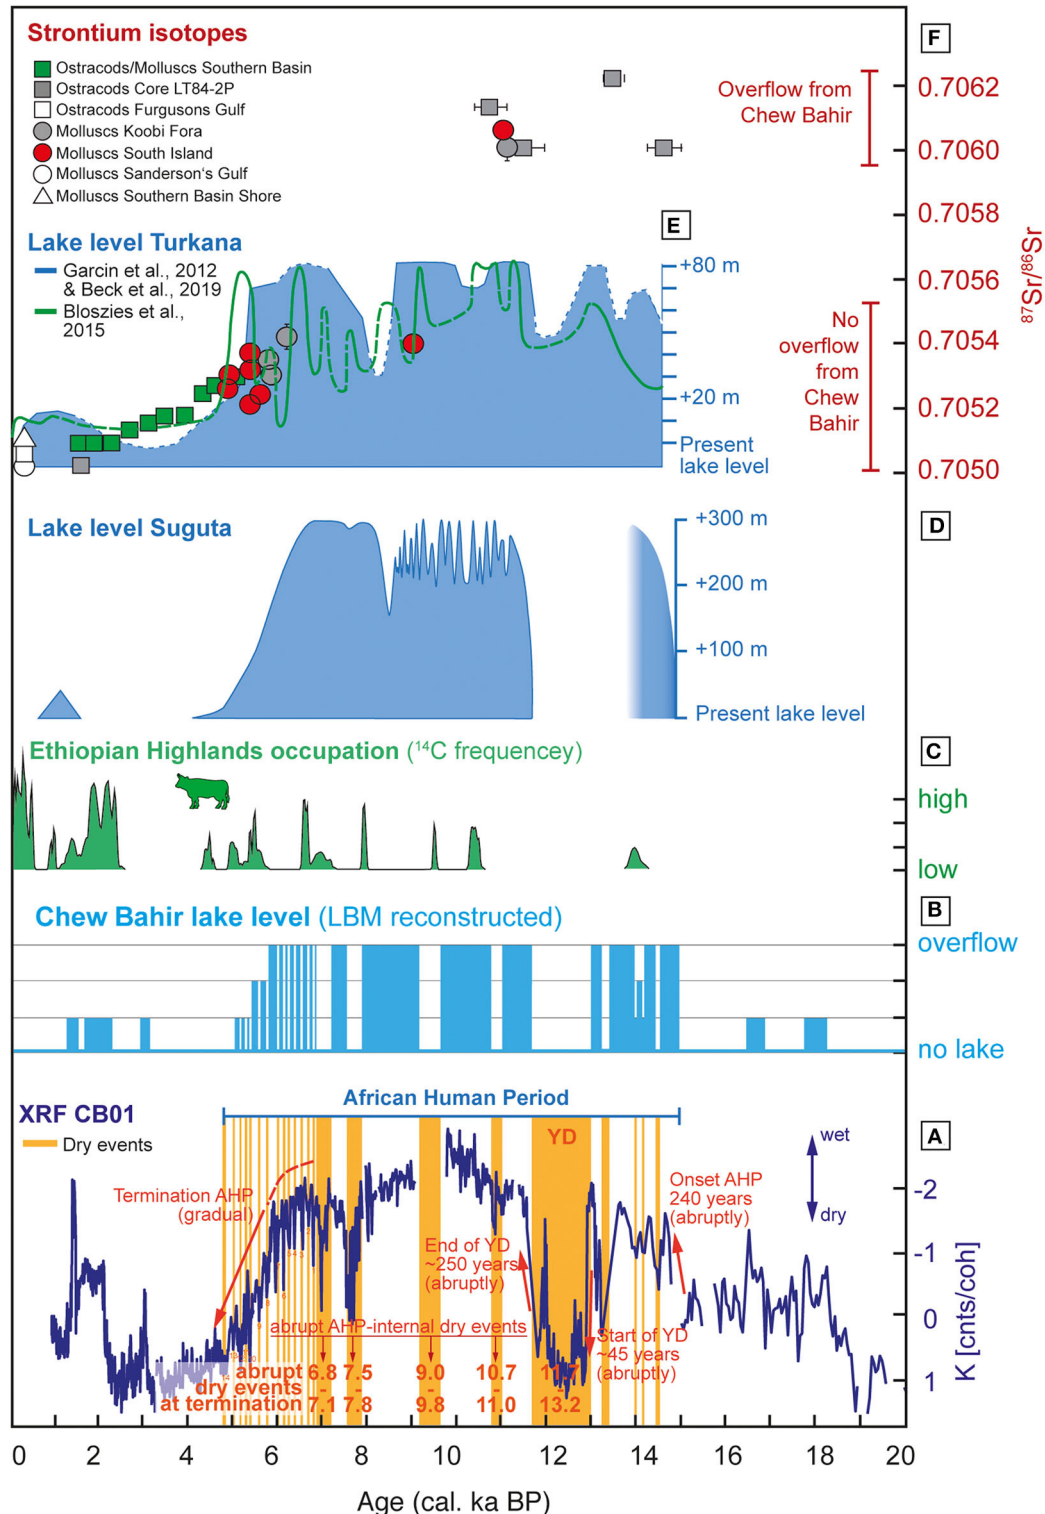 Strontium isotopes
Ostracods/Molluscs Southern Basin
Ostracods Core LT84-2P
Ostracods Furgusons Gulf
Molluscs Koobi Fora
Molluscs South Island
Molluscs Sanderson's Gulf
Molluscs Southern Basin Shore
F
Overflow from
Chew Bahir
0.7062
0.7060
0.7058
0.7056
0.7054
0.7052
0.7050
87Sr/86Sr
No
overflow
from
Chew
Bahir
E
Lake level Turkana
Garcin et al., 2012
& Beck et al., 2019
Bloszies et al.,
2015
+80 m
+20 m
Present
lake level
D
Lake level Suguta
+300 m
+200 m
+100 m
Present lake level
C
Ethiopian Highlands occupation (14C frequencey)
high
low
B
Chew Bahir lake level (LBM reconstructed)
overflow
no lake
A
African Human Period
XRF CB01
Dry events
YD
wet
dry
Termination AHP
(gradual)
Onset AHP
240 years
(abruptly)
End of YD
~250 years
(abruptly)
Start of YD
~45 years
(abruptly)
abrupt AHP-internal dry events
abrupt 6.8 7.5 9.0 10.7 11.7
dry events - - - - -
at termination 7.1 7.8 9.8 11.0 13.2
-2
-1
0
1
K [cnts/coh]
0 2 4 6 8 10 12 14 16 18 20
Age (cal. ka BP)